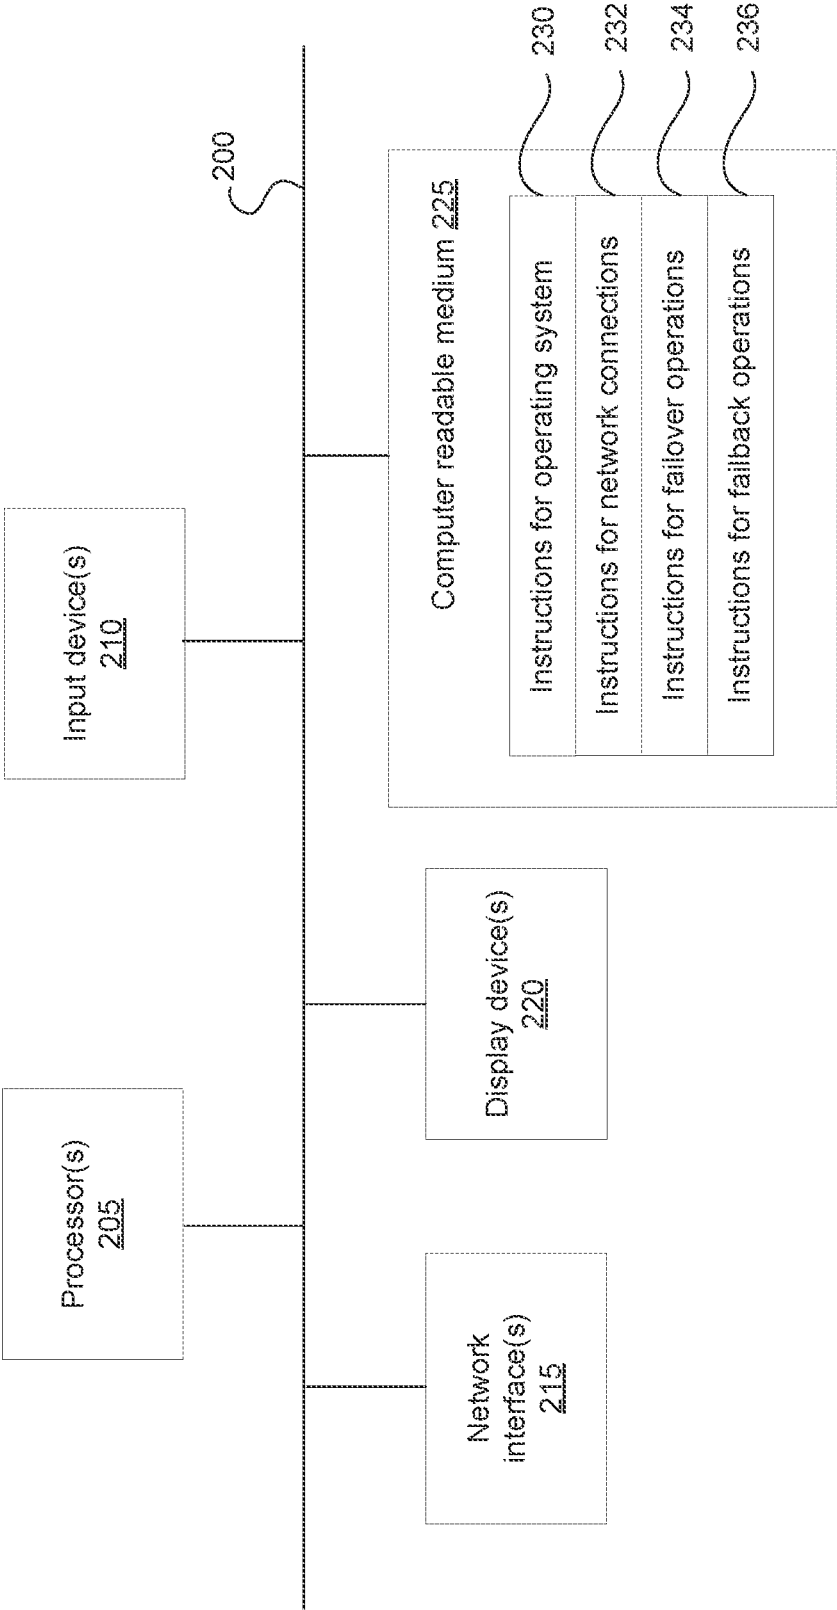 Processor(s)
205
Input device(s)
210
200
Network
interface(s)
215
Display device(s)
220
Computer readable medium 225
Instructions for operating system
230
Instructions for network connections
232
Instructions for failover operations
234
Instructions for failback operations
236